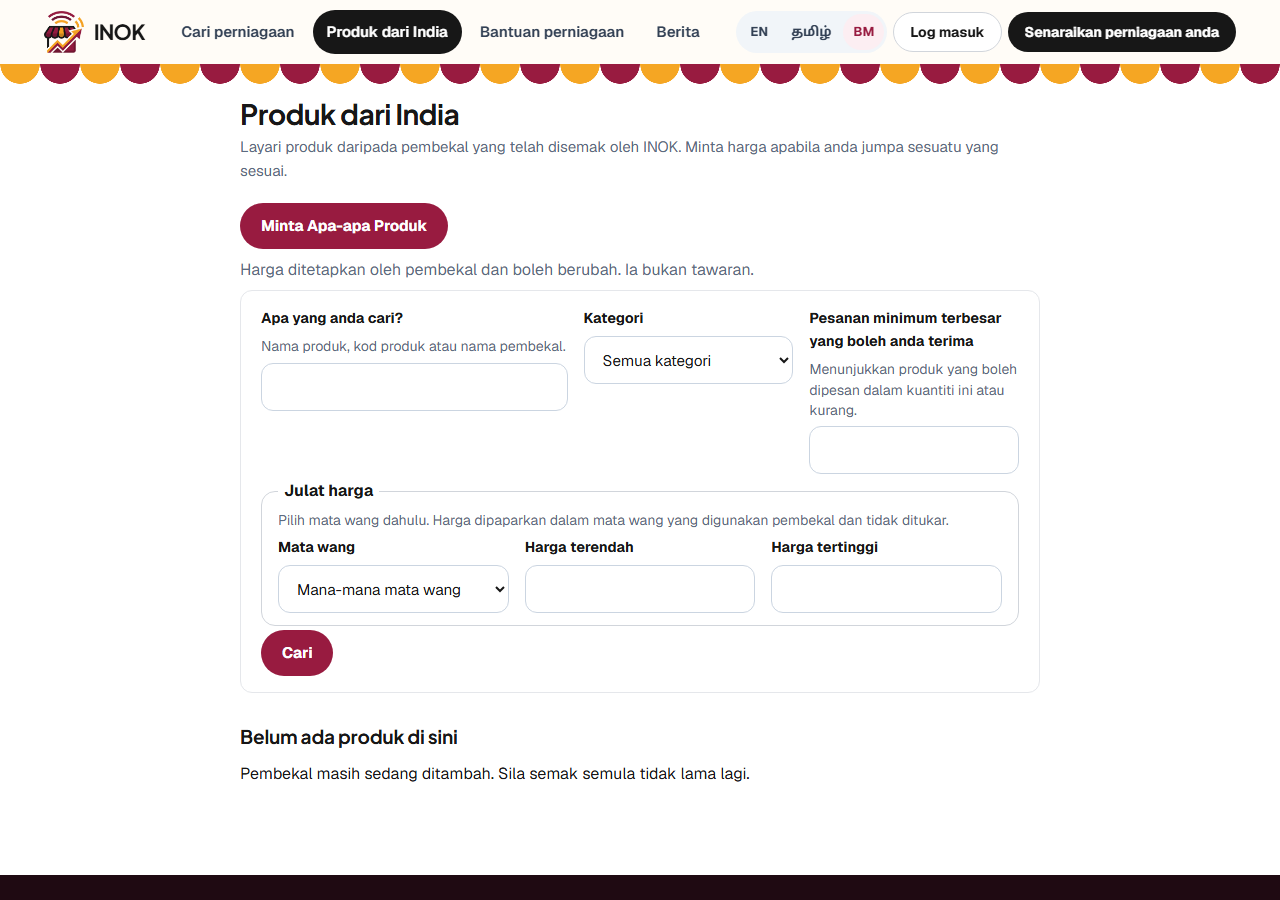 INOK
Cari perniagaan
Produk dari India
Bantuan perniagaan
Berita
EN
தமிழ்
BM
Log masuk
Senaraikan perniagaan anda
Produk dari India
Layari produk daripada pembekal yang telah disemak oleh INOK. Minta harga apabila anda jumpa sesuatu yang
sesuai.
Minta Apa-apa Produk
Harga ditetapkan oleh pembekal dan boleh berubah. Ia bukan tawaran.
Apa yang anda cari?
Nama produk, kod produk atau nama pembekal.
Kategori
Semua kategori
Pesanan minimum terbesar
yang boleh anda terima
Menunjukkan produk yang boleh
dipesan dalam kuantiti ini atau
kurang.
Julat harga
Pilih mata wang dahulu. Harga dipaparkan dalam mata wang yang digunakan pembekal dan tidak ditukar.
Mata wang
Mana-mana mata wang
Harga terendah
Harga tertinggi
Cari
Belum ada produk di sini
Pembekal masih sedang ditambah. Sila semak semula tidak lama lagi.